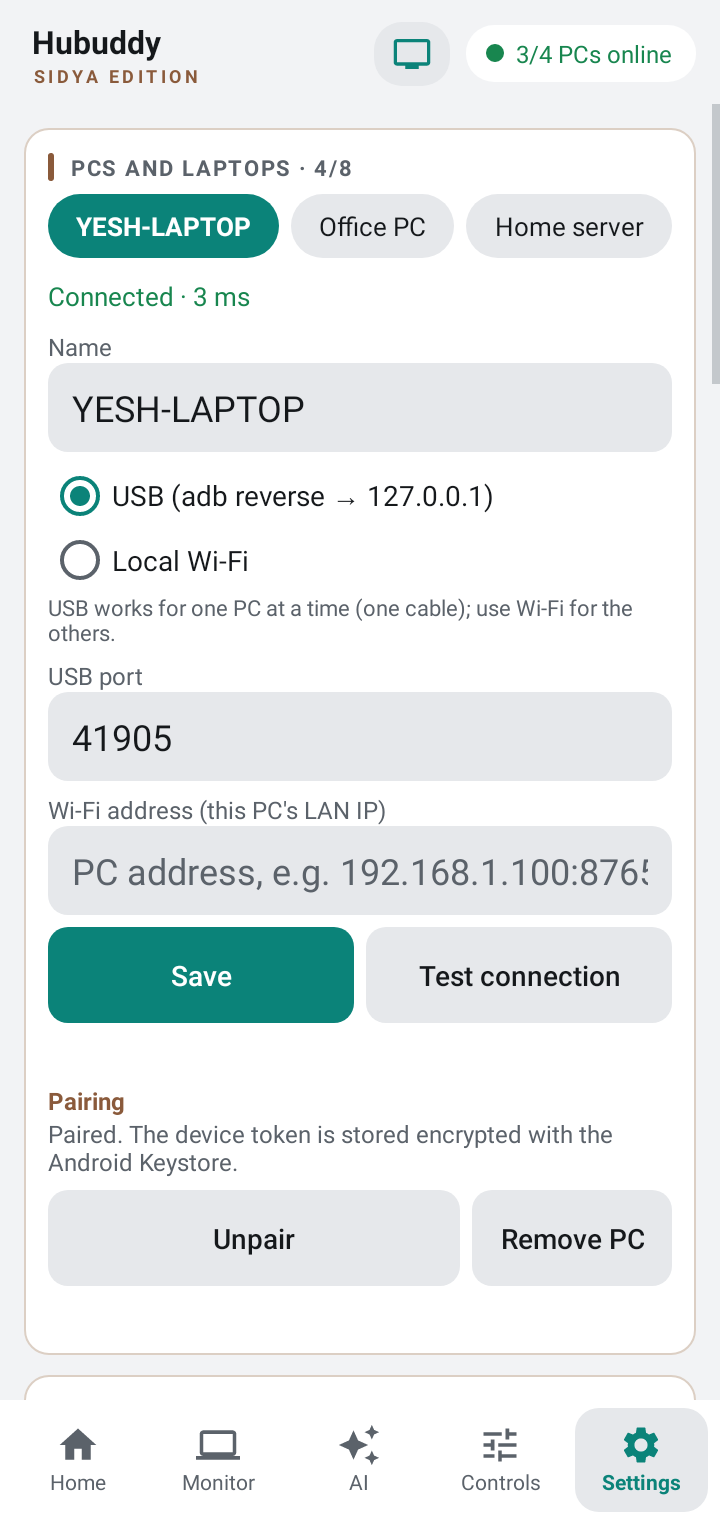 Hubuddy
SIDYA EDITION
3/4 PCs online
PCS AND LAPTOPS · 4/8
YESH-LAPTOP
Office PC
Home server
Connected · 3 ms
Name
YESH-LAPTOP
USB (adb reverse → 127.0.0.1)
Local Wi-Fi
USB works for one PC at a time (one cable); use Wi-Fi for the
others.
USB port
41905
Wi-Fi address (this PC's LAN IP)
PC address, e.g. 192.168.1.100:8765
Save
Test connection
Pairing
Paired. The device token is stored encrypted with the
Android Keystore.
Unpair
Remove PC
Home
Monitor
AI
Controls
Settings